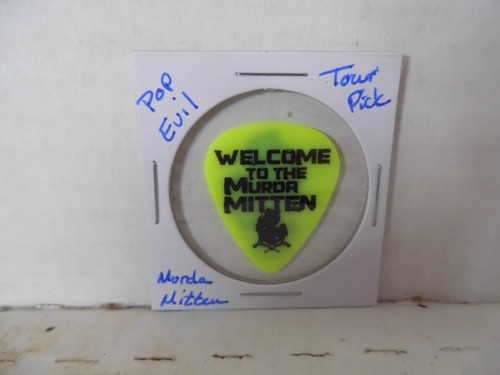 Pop
Evil
Tour
Pick
WELCOME
TO THE
MURDA
MITTEN
Murda
Mitten